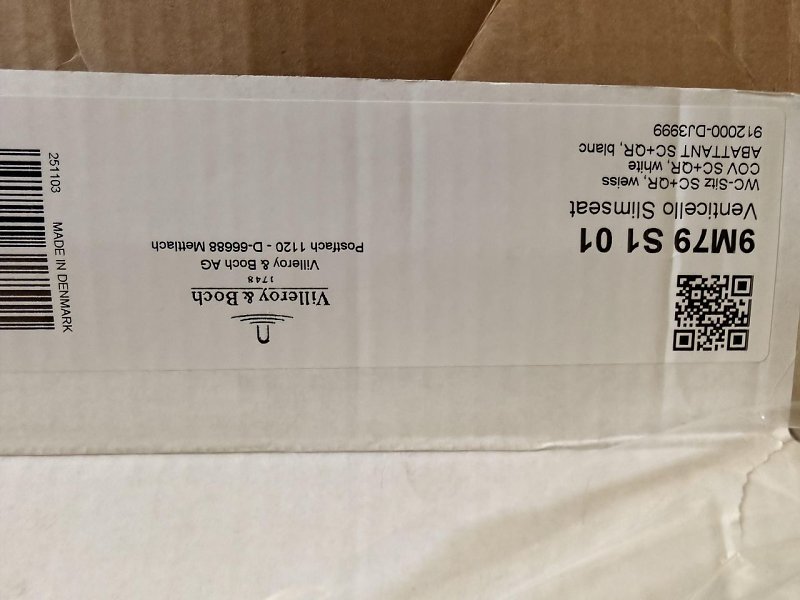 9M79 S1 01
Venticello Slimseat
WC-Sitz SC+QR, weiss
COV SC+QR, white
ABATTANT SC+QR, blanc
912000-DJ3999
Villeroy & Boch
1748
Villeroy & Boch AG
Postfach 1120 - D-66688 Mettlach
251103
MADE IN DENMARK